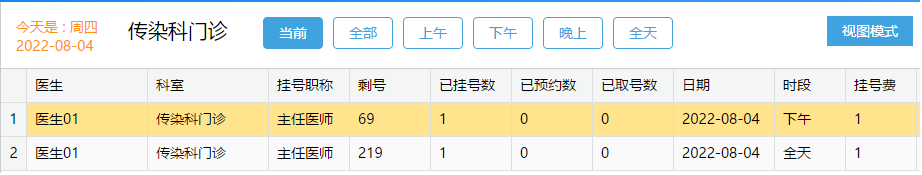 今天是 : 周四
2022-08-04
传染科门诊
当前 全部 上午 下午 晚上 全天
视图模式
医生 科室 挂号职称 剩号 已挂号数 已预约数 已取号数 日期 时段 挂号费
1 医生01 传染科门诊 主任医师 69 1 0 0 2022-08-04 下午 1
2 医生01 传染科门诊 主任医师 219 1 0 0 2022-08-04 全天 1